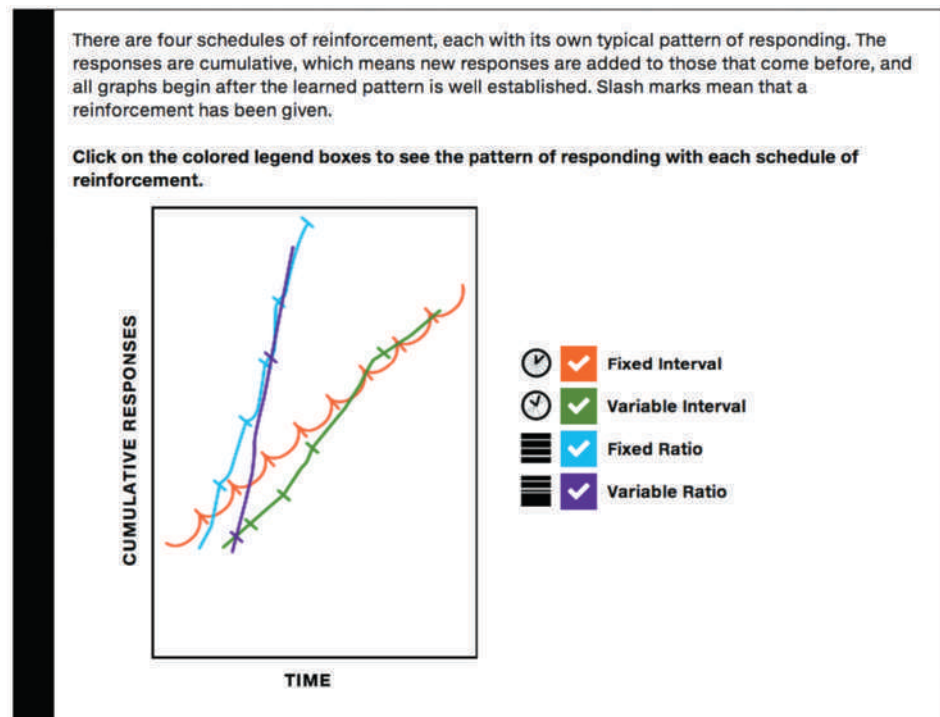 There are four schedules of reinforcement, each with its own typical pattern of responding. The
responses are cumulative, which means new responses are added to those that come before, and
all graphs begin after the learned pattern is well established. Slash marks mean that a
reinforcement has been given.
Click on the colored legend boxes to see the pattern of responding with each schedule of
reinforcement.
CUMULATIVE RESPONSES
Fixed Interval
Variable Interval
Fixed Ratio
Variable Ratio
TIME